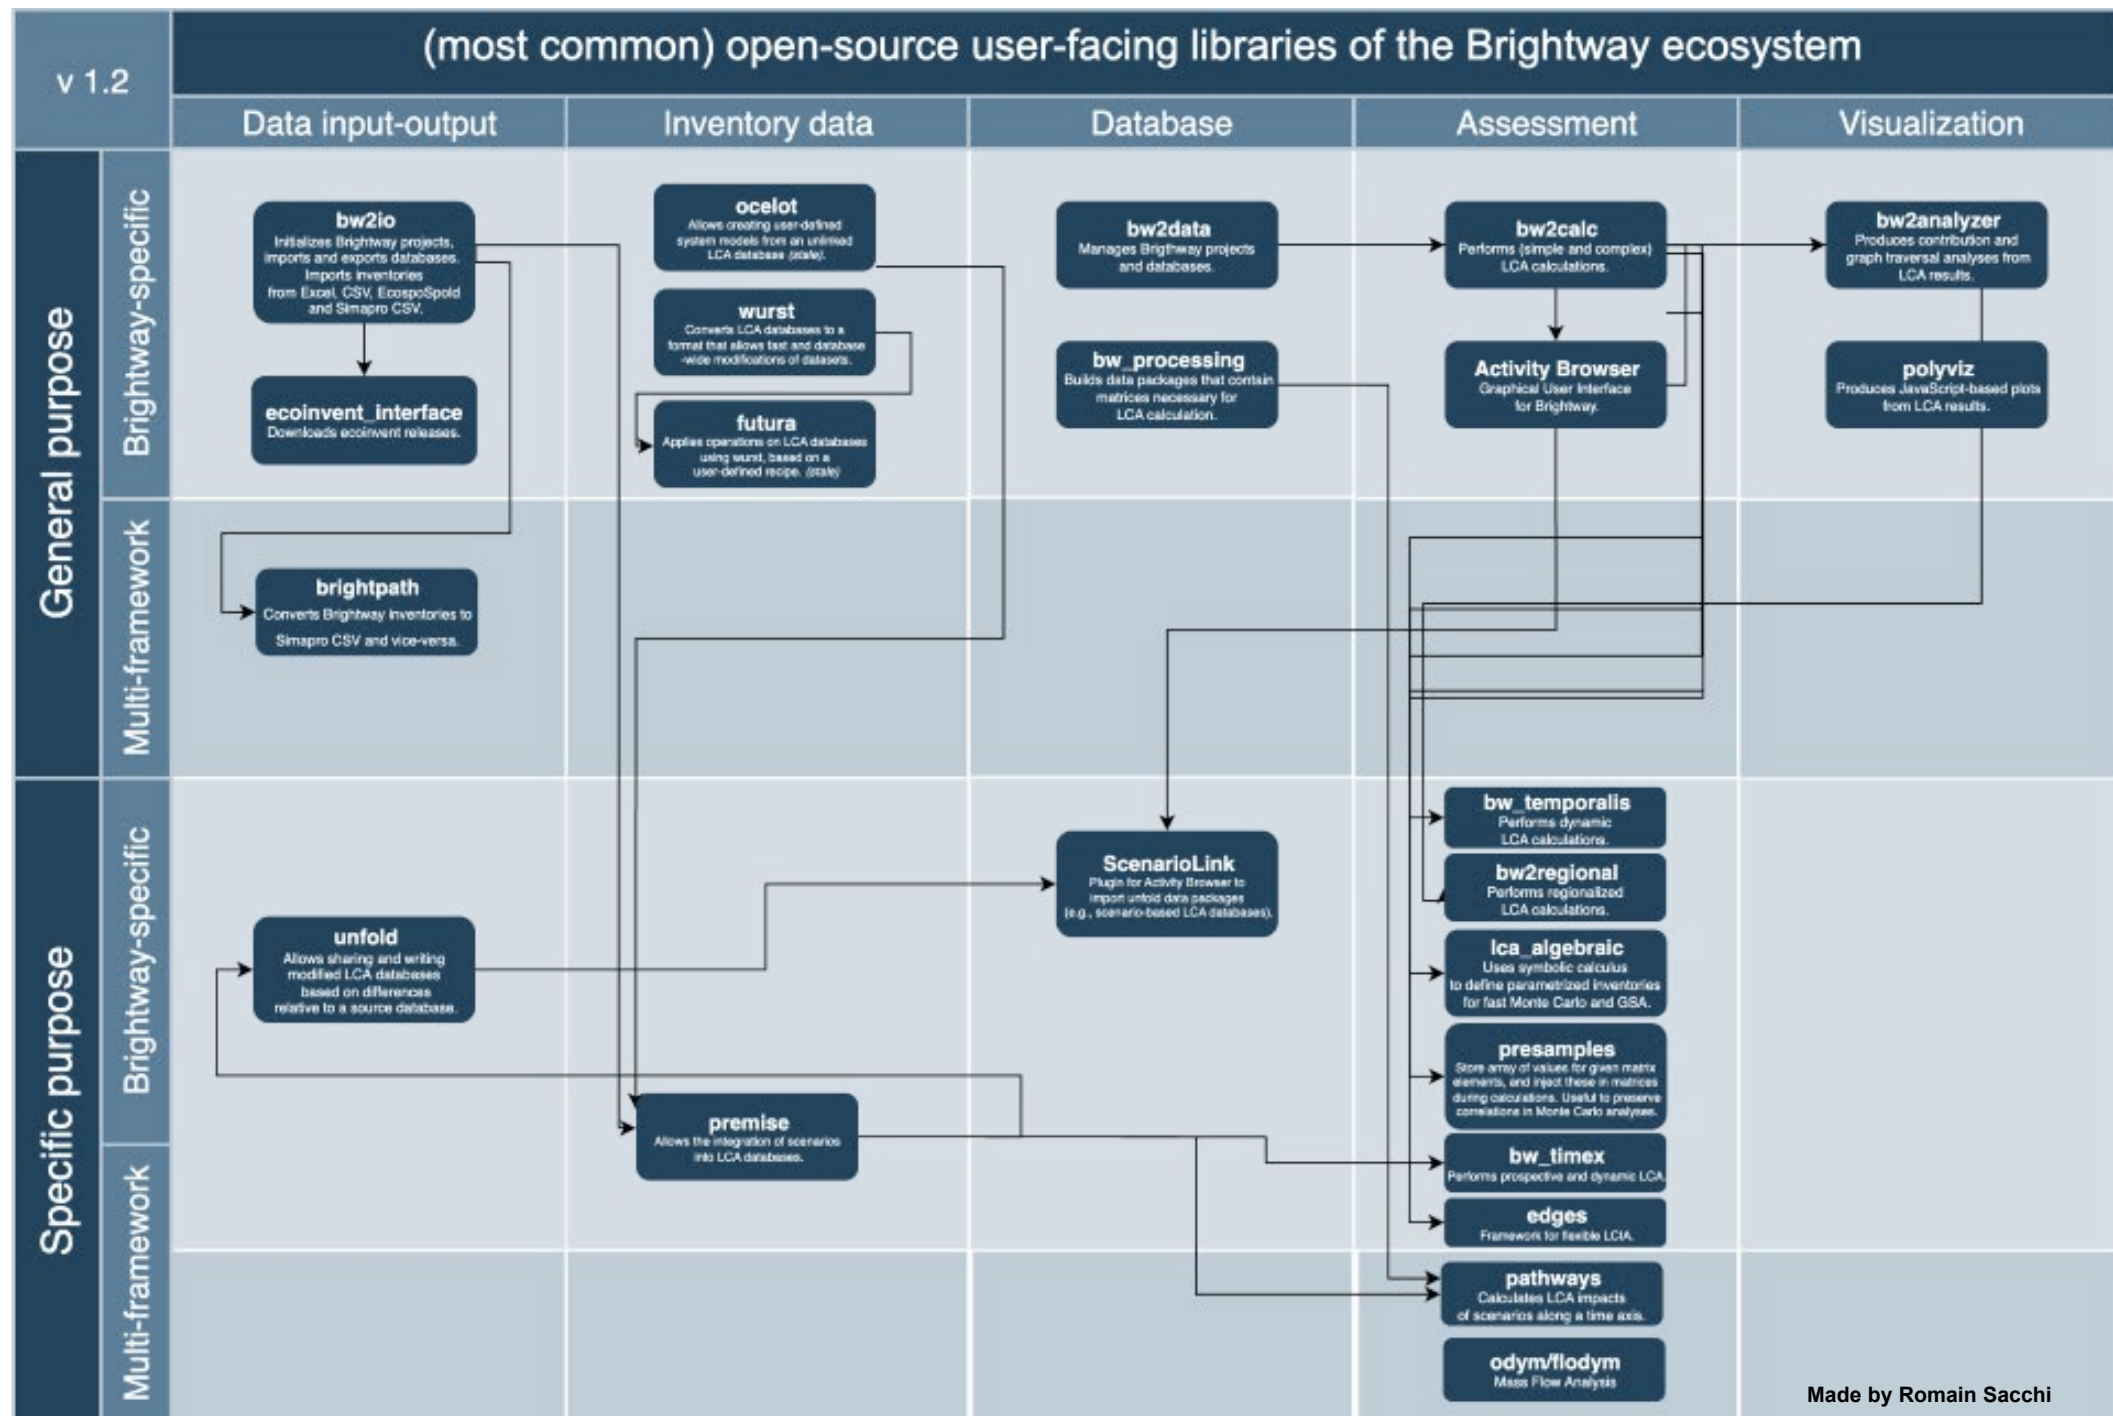 (most common) open-source user-facing libraries of the Brightway ecosystem
v 1.2
Data input-output
Inventory data
Database
Assessment
Visualization
General purpose
Brightway-specific
bw2io
Initializes Brightway projects,
imports and exports databases.
Imports inventories
from Excel, CSV, EcospoSpold
and Simapro CSV.
ecoinvent_interface
Downloads ecoinvent releases.
ocelot
Allows creating user-defined
system models from an unlinked
LCA database (stale).
wurst
Converts LCA databases to a
format that allows fast and database
-wide modifications of datasets.
futura
Applies operations on LCA databases
using wurst, based on a
user-defined recipe. (stale)
bw2data
Manages Brigthway projects
and databases.
bw_processing
Builds data packages that contain
matrices necessary for
LCA calculation.
bw2calc
Performs (simple and complex)
LCA calculations.
Activity Browser
Graphical User Interface
for Brightway.
bw2analyzer
Produces contribution and
graph traversal analyses from
LCA results.
polyviz
Produces JavaScript-based plots
from LCA results.
Multi-framework
brightpath
Converts Brightway inventories to
Simapro CSV and vice-versa.
Specific purpose
Brightway-specific
unfold
Allows sharing and writing
modified LCA databases
based on differences
relative to a source database.
premise
Allows the integration of scenarios
into LCA databases.
ScenarioLink
Plugin for Activity Browser to
import unfold data packages
(e.g., scenario-based LCA databases).
bw_temporalis
Performs dynamic
LCA calculations.
bw2regional
Performs regionalized
LCA calculations.
lca_algebraic
Uses symbolic calculus
to define parametrized inventories
for fast Monte Carlo and GSA.
presamples
Store array of values for given matrix
elements, and inject these in matrices
during calculations. Useful to preserve
correlations in Monte Carlo analyses.
bw_timex
Performs prospective and dynamic LCA.
edges
Framework for flexible LCIA.
Multi-framework
pathways
Calculates LCA impacts
of scenarios along a time axis.
odym/flodym
Mass Flow Analysis
Made by Romain Sacchi